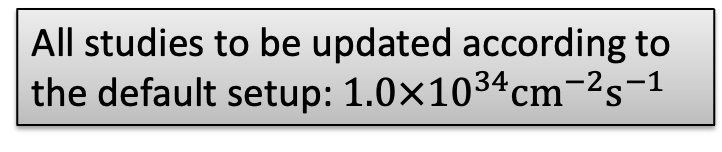 All studies to be updated according to
the default setup: 1.0×10³⁴cm⁻²s⁻¹